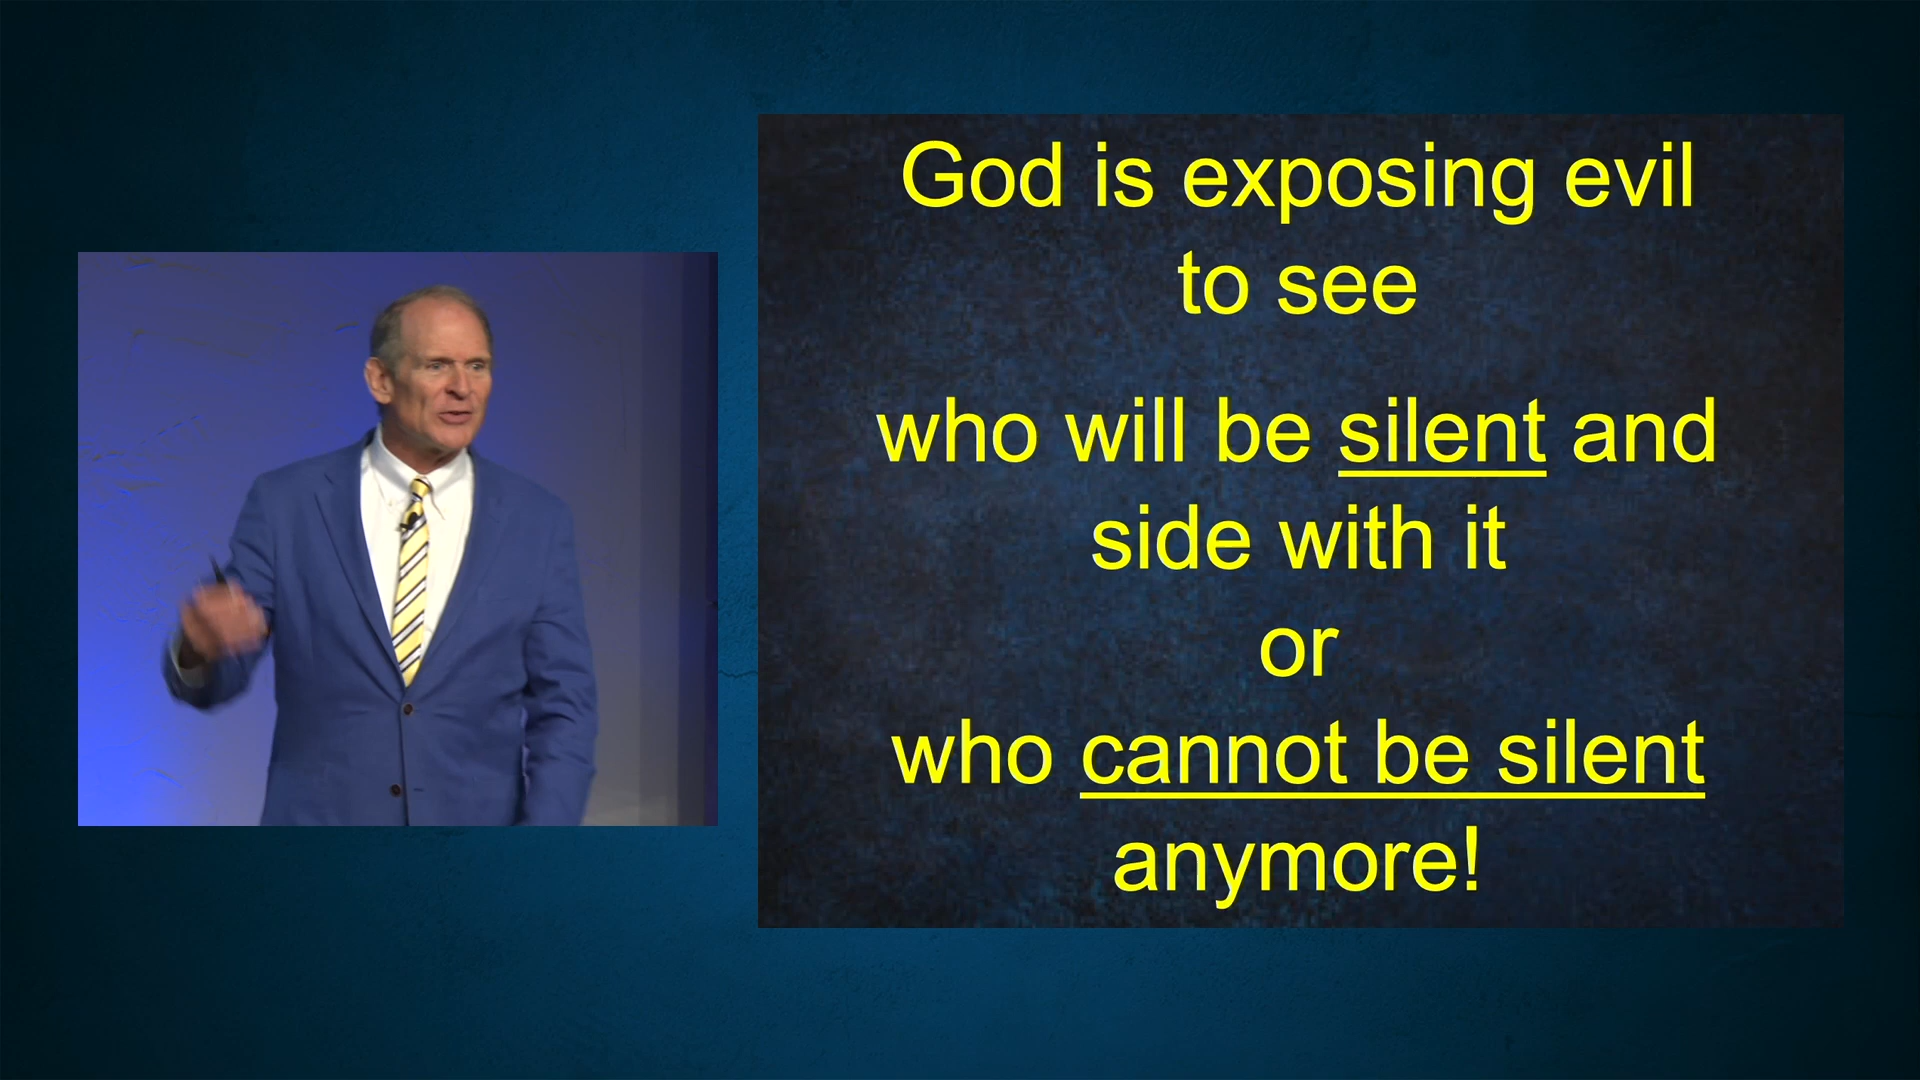 God is exposing evil
to see
who will be silent and
side with it
or
who cannot be silent
anymore!